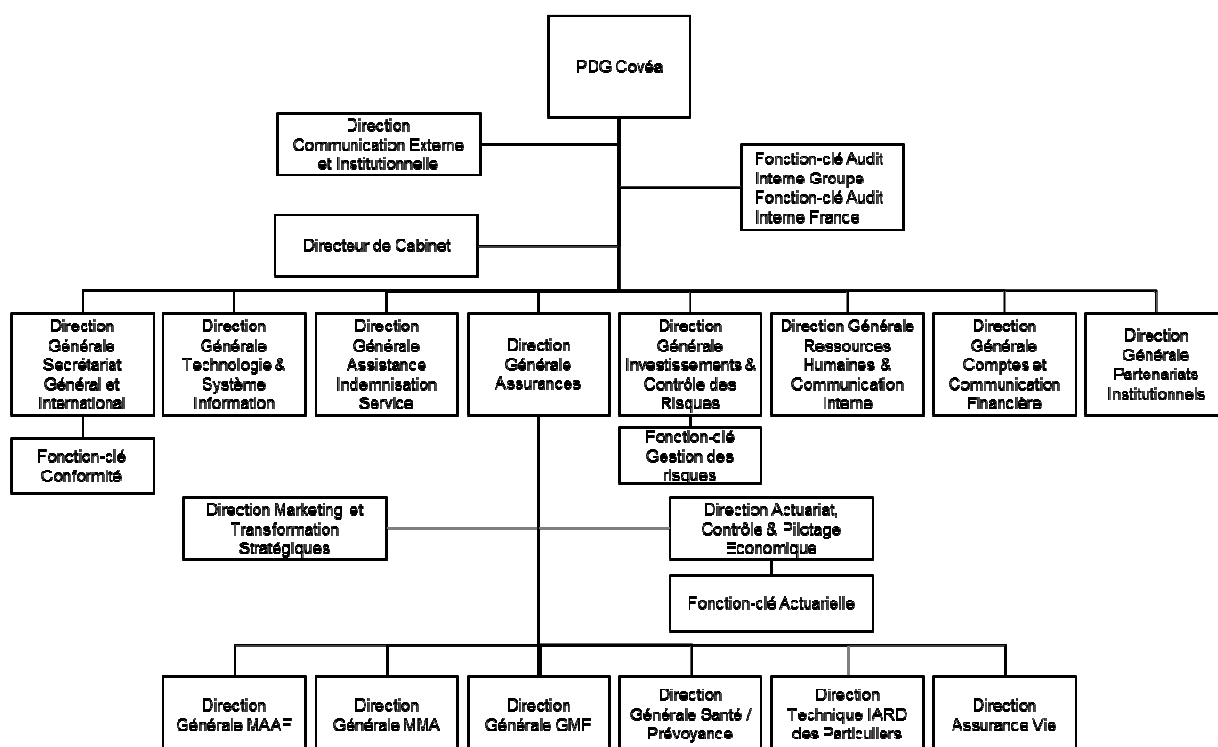 PDG Covéa
Direction
Communication Externe
et Institutionnelle
Fonction-clé Audit
Interne Groupe
Fonction-clé Audit
Interne France
Directeur de Cabinet
Direction
Générale
Secrétariat
Général et
International
Direction
Générale
Technologie &
Système
Information
Direction
Générale
Assistance
Indemnisation
Service
Direction
Générale
Assurances
Direction
Générale
Investissements &
Contrôle des
Risques
Direction Générale
Ressources
Humaines &
Communication
Interne
Direction
Générale
Comptes et
Communication
Financière
Direction
Générale
Partenariats
Institutionnels
Fonction-clé
Conformité
Fonction-clé
Gestion des
risques
Direction Marketing et
Transformation
Stratégiques
Direction Actuariat,
Contrôle & Pilotage
Economique
Fonction-clé Actuarielle
Direction
Générale MAAF
Direction
Générale MMA
Direction
Générale GMF
Direction
Générale Santé /
Prévoyance
Direction
Technique IARD
des Particuliers
Direction
Assurance Vie